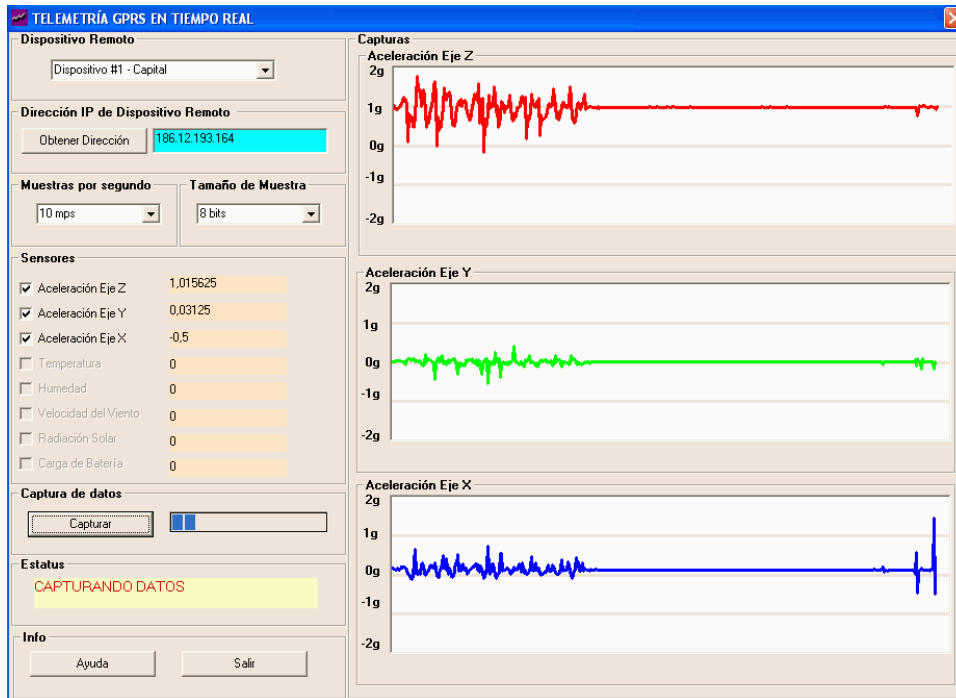 TELEMETRÍA GPRS EN TIEMPO REAL
Dispositivo Remoto
Dispositivo #1 - Capital
Dirección IP de Dispositivo Remoto
Obtener Dirección
186.12.193.164
Muestras por segundo
10 mps
Tamaño de Muestra
8 bits
Sensores
Aceleración Eje Z 1,015625
Aceleración Eje Y 0,03125
Aceleración Eje X -0,5
Temperatura 0
Humedad 0
Velocidad del Viento 0
Radiación Solar 0
Carga de Batería 0
Captura de datos
Capturar
Estatus
CAPTURANDO DATOS
Info
Ayuda Salir
Capturas
Aceleración Eje Z
2g
1g
0g
-1g
-2g
Aceleración Eje Y
2g
1g
0g
-1g
-2g
Aceleración Eje X
2g
1g
0g
-1g
-2g